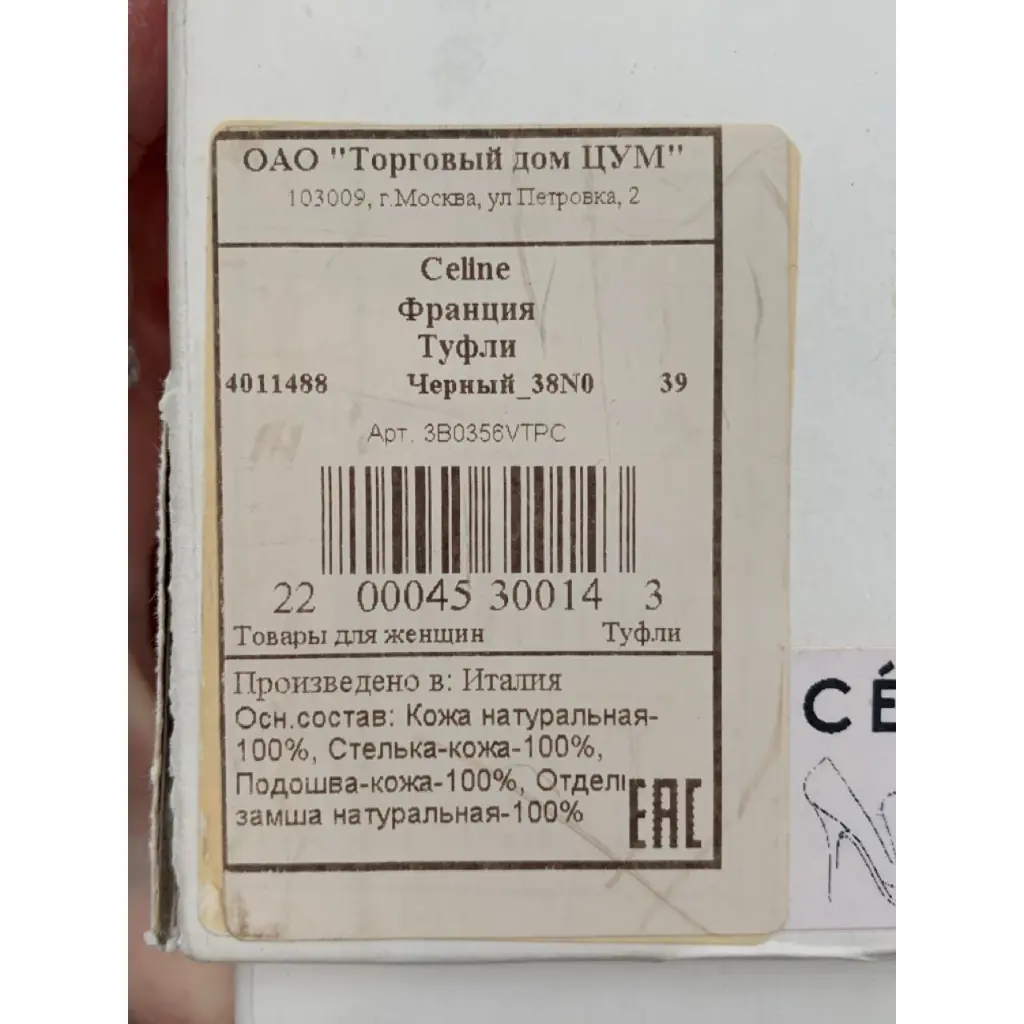 ОАО "Торговый дом ЦУМ"
103009, г.Москва, ул Петровка, 2
Celine
Франция
Туфли
4011488 Черный_38N0 39
Арт. 3B0356VTPC
22 00045 30014 3
Товары для женщин Туфли
Произведено в: Италия
Осн.состав: Кожа натуральная-
100%, Стелька-кожа-100%,
Подошва-кожа-100%, Отдел
замша натуральная-100%
EAC
CÉ